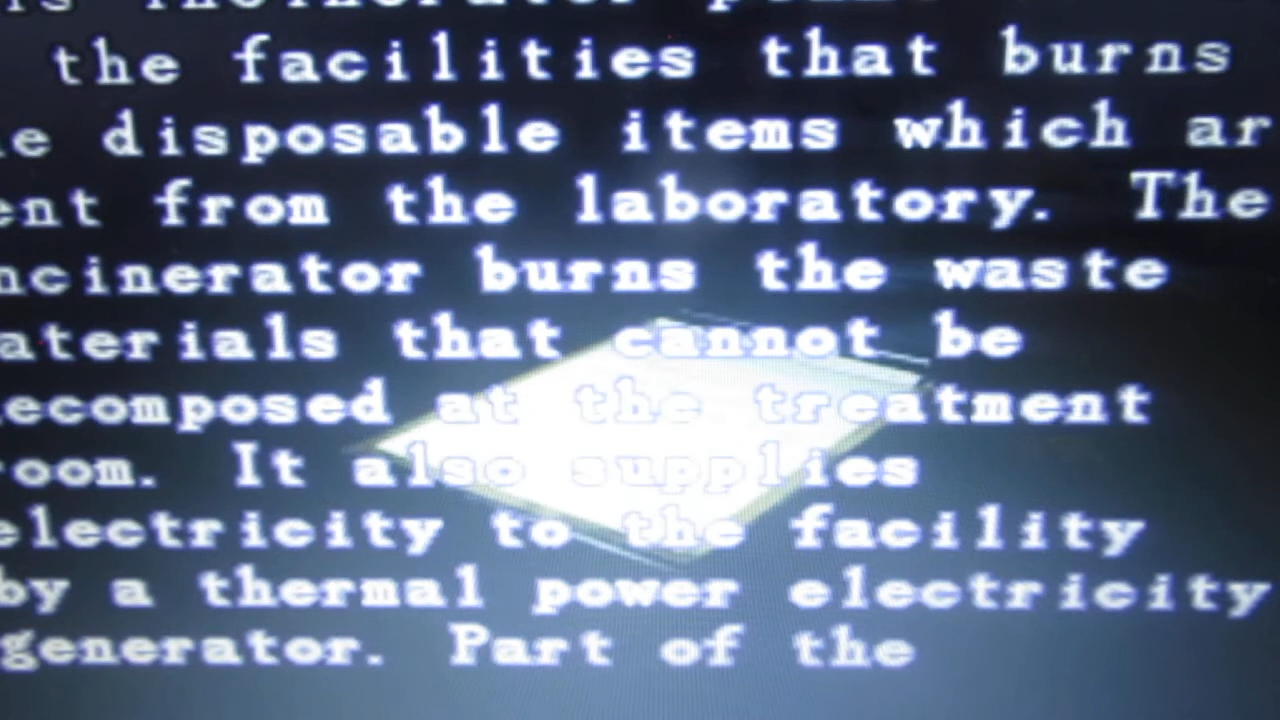 is incinerator
the facilities that burns
e disposable items which ar
ent from the laboratory. The
ncinerator burns the waste
aterials that cannot be
ecomposed at the treatment
oom. It also supplies
electricity to the facility
by a thermal power electricity
generator. Part of the